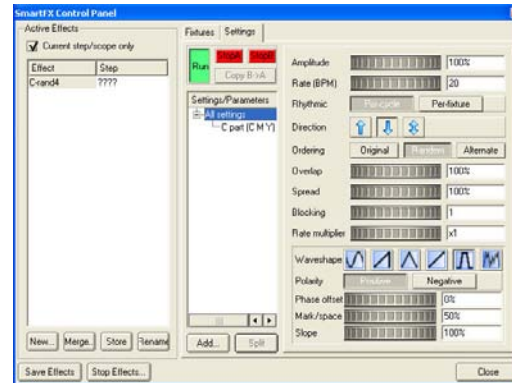 SmartFX Control Panel
Active Effects
Current step/scope only
Effect Step
C-rand4 ????
New... Merge... Store Rename
Save Effects Stop Effects...
Fixtures Settings
Run StopA StopB
Copy B->A
Settings/Parameters
All settings
C part (C M Y)
Add... Split
Amplitude 100%
Rate (BPM) 20
Rhythmic Per-cycle Per-fixture
Direction
Ordering Original Random Alternate
Overlap 100%
Spread 100%
Blocking 1
Rate multiplier x1
Waveshape
Polarity Positive Negative
Phase offset 0%
Mark/space 50%
Slope 100%
Close